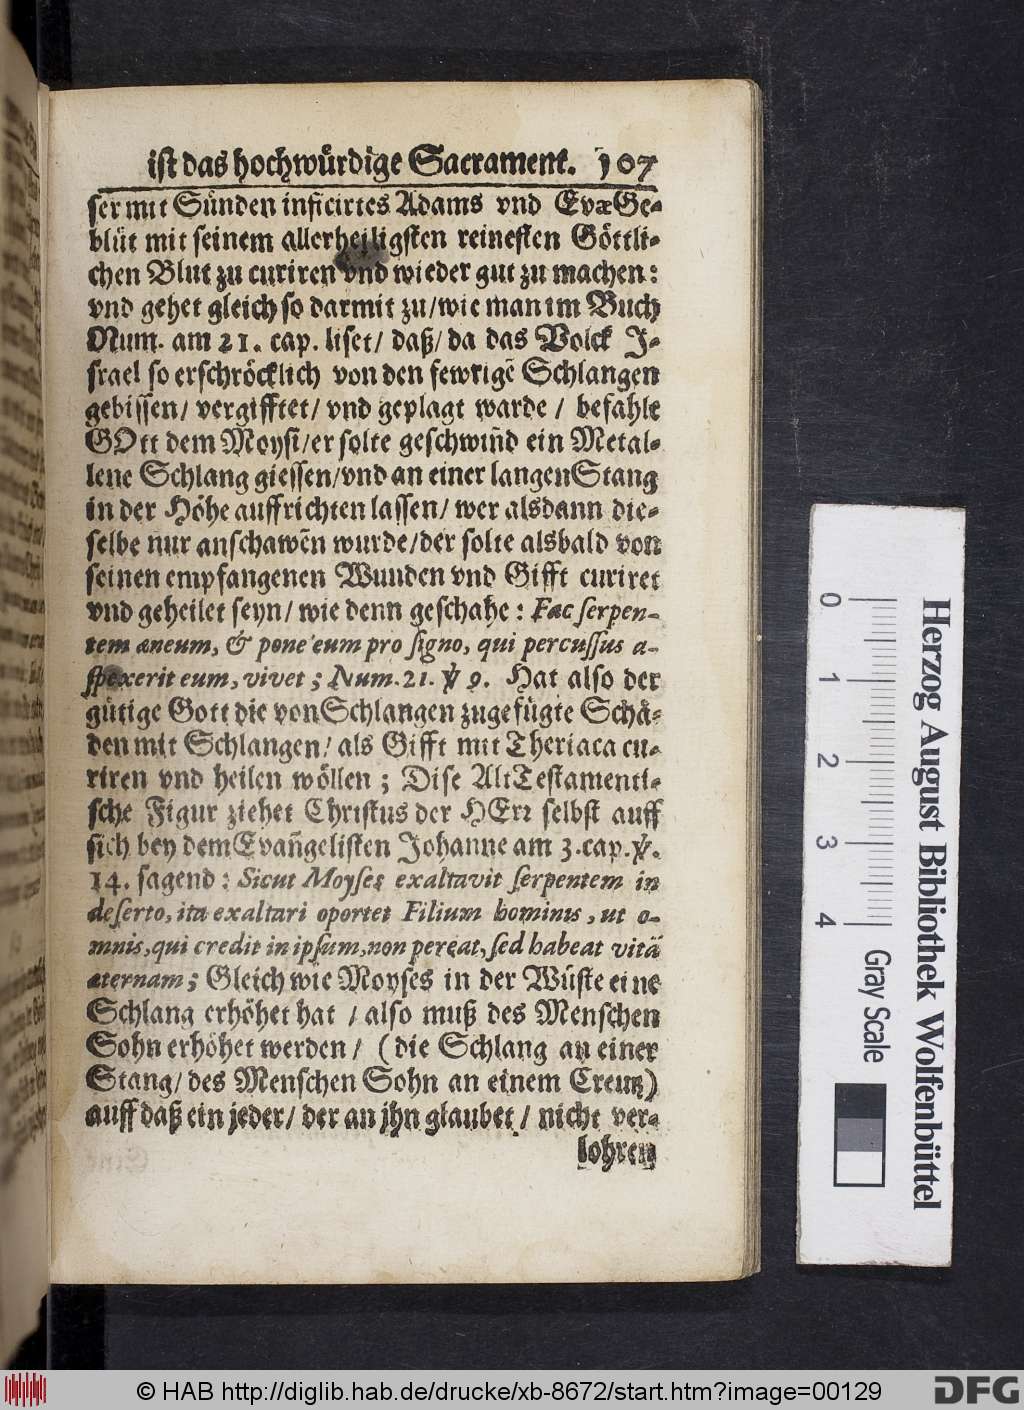 ist das hochwürdige Sacrament. 107
ser mit Sünden inficirtes Adams vnd EvæGe-
blüt mit seinem allerheiligsten reinesten Göttli-
chen Blut zu curiren vnd wieder gut zu machen:
vnd gehet gleich so darmit zu/wie man im Buch
Num. am 21. cap. liset/ daß/ da das Volck J-
srael so erschröcklich von den fewrigẽ Schlangen
gebissen/ vergifftet/ vnd geplagt warde / befahle
GOtt dem Moysi/er solte geschwiñd ein Metal-
lene Schlang giessen/vnd an einer langen Stang
in der Höhe auffrichten lassen/ wer alsdann die-
selbe nur anschawẽn wurde/der solte alsbald von
seinen empfangenen Wunden vnd Gifft curiret
vnd geheilet seyn/ wie denn geschahe: Fac serpen-
tem æneum, & pone eum pro signo, qui percussus a-
spexerit eum, vivet; Num. 21. ℣ 9. Hat also der
gütige Gott die von Schlangen zugefügte Schä-
den mit Schlangen/ als Gifft mit Theriaca cu-
riren vnd heilen wöllen; Dise AltTestamenti-
sche Figur ziehet Christus der HErr selbst auff
sich bey dem Evañgelisten Johanne am 3. cap. ℣.
14. sagend: Sicut Moyses exaltavit serpentem in
deserto, ita exaltari oportet Filium hominis, ut o-
mnis, qui credit in ipsum, non pereat, sed habeat vitã
æternam; Gleich wie Moyses in der Wüste eine
Schlang erhöhet hat / also muß des Menschen
Sohn erhöhet werden/ (die Schlang an einer
Stang/ des Menschen Sohn an einem Creutz)
auff daß ein jeder/ der an jhn glaubet/ nicht ver-
lohren
Herzog August Bibliothek Wolfenbüttel
0 1 2 3 4
Gray Scale
© HAB http://diglib.hab.de/drucke/xb-8672/start.htm?image=00129
DFG